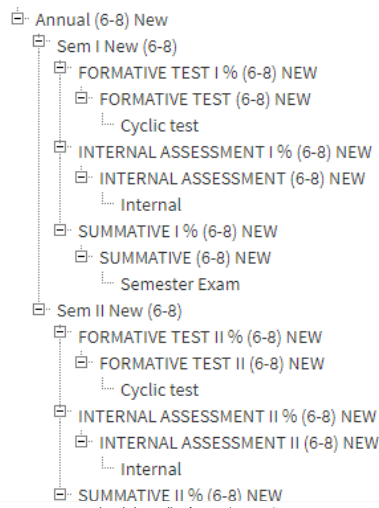 Annual (6-8) New
Sem I New (6-8)
FORMATIVE TEST I % (6-8) NEW
FORMATIVE TEST (6-8) NEW
Cyclic test
INTERNAL ASSESSMENT I % (6-8) NEW
INTERNAL ASSESSMENT (6-8) NEW
Internal
SUMMATIVE I % (6-8) NEW
SUMMATIVE (6-8) NEW
Semester Exam
Sem II New (6-8)
FORMATIVE TEST II % (6-8) NEW
FORMATIVE TEST II (6-8) NEW
Cyclic test
INTERNAL ASSESSMENT II % (6-8) NEW
INTERNAL ASSESSMENT II (6-8) NEW
Internal
SUMMATIVE II % (6-8) NEW